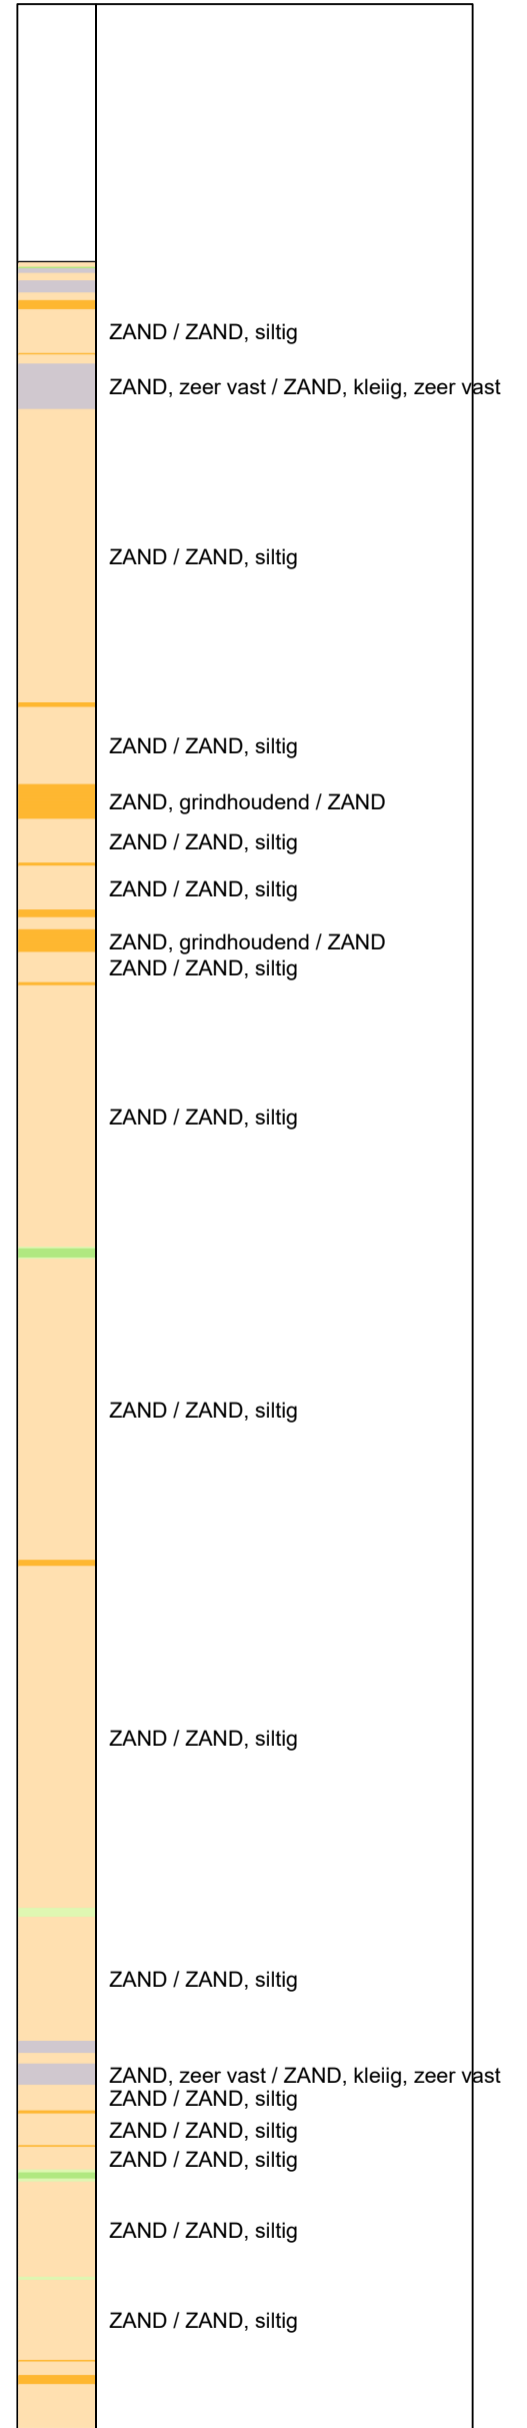 ZAND / ZAND, siltig
ZAND, zeer vast / ZAND, kleiig, zeer vast
ZAND / ZAND, siltig
ZAND / ZAND, siltig
ZAND, grindhoudend / ZAND
ZAND / ZAND, siltig
ZAND / ZAND, siltig
ZAND, grindhoudend / ZAND
ZAND / ZAND, siltig
ZAND / ZAND, siltig
ZAND / ZAND, siltig
ZAND / ZAND, siltig
ZAND / ZAND, siltig
ZAND, zeer vast / ZAND, kleiig, zeer vast
ZAND / ZAND, siltig
ZAND / ZAND, siltig
ZAND / ZAND, siltig
ZAND / ZAND, siltig
ZAND / ZAND, siltig